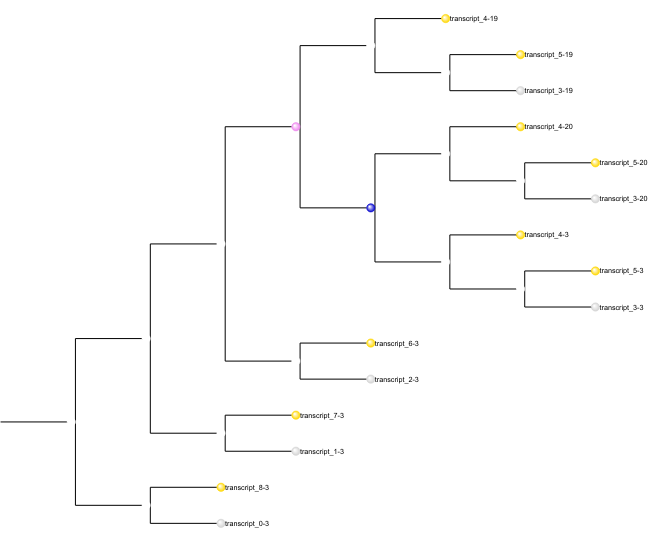 transcript_4-19
transcript_5-19
transcript_3-19
transcript_4-20
transcript_5-20
transcript_3-20
transcript_4-3
transcript_5-3
transcript_3-3
transcript_6-3
transcript_2-3
transcript_7-3
transcript_1-3
transcript_8-3
transcript_0-3